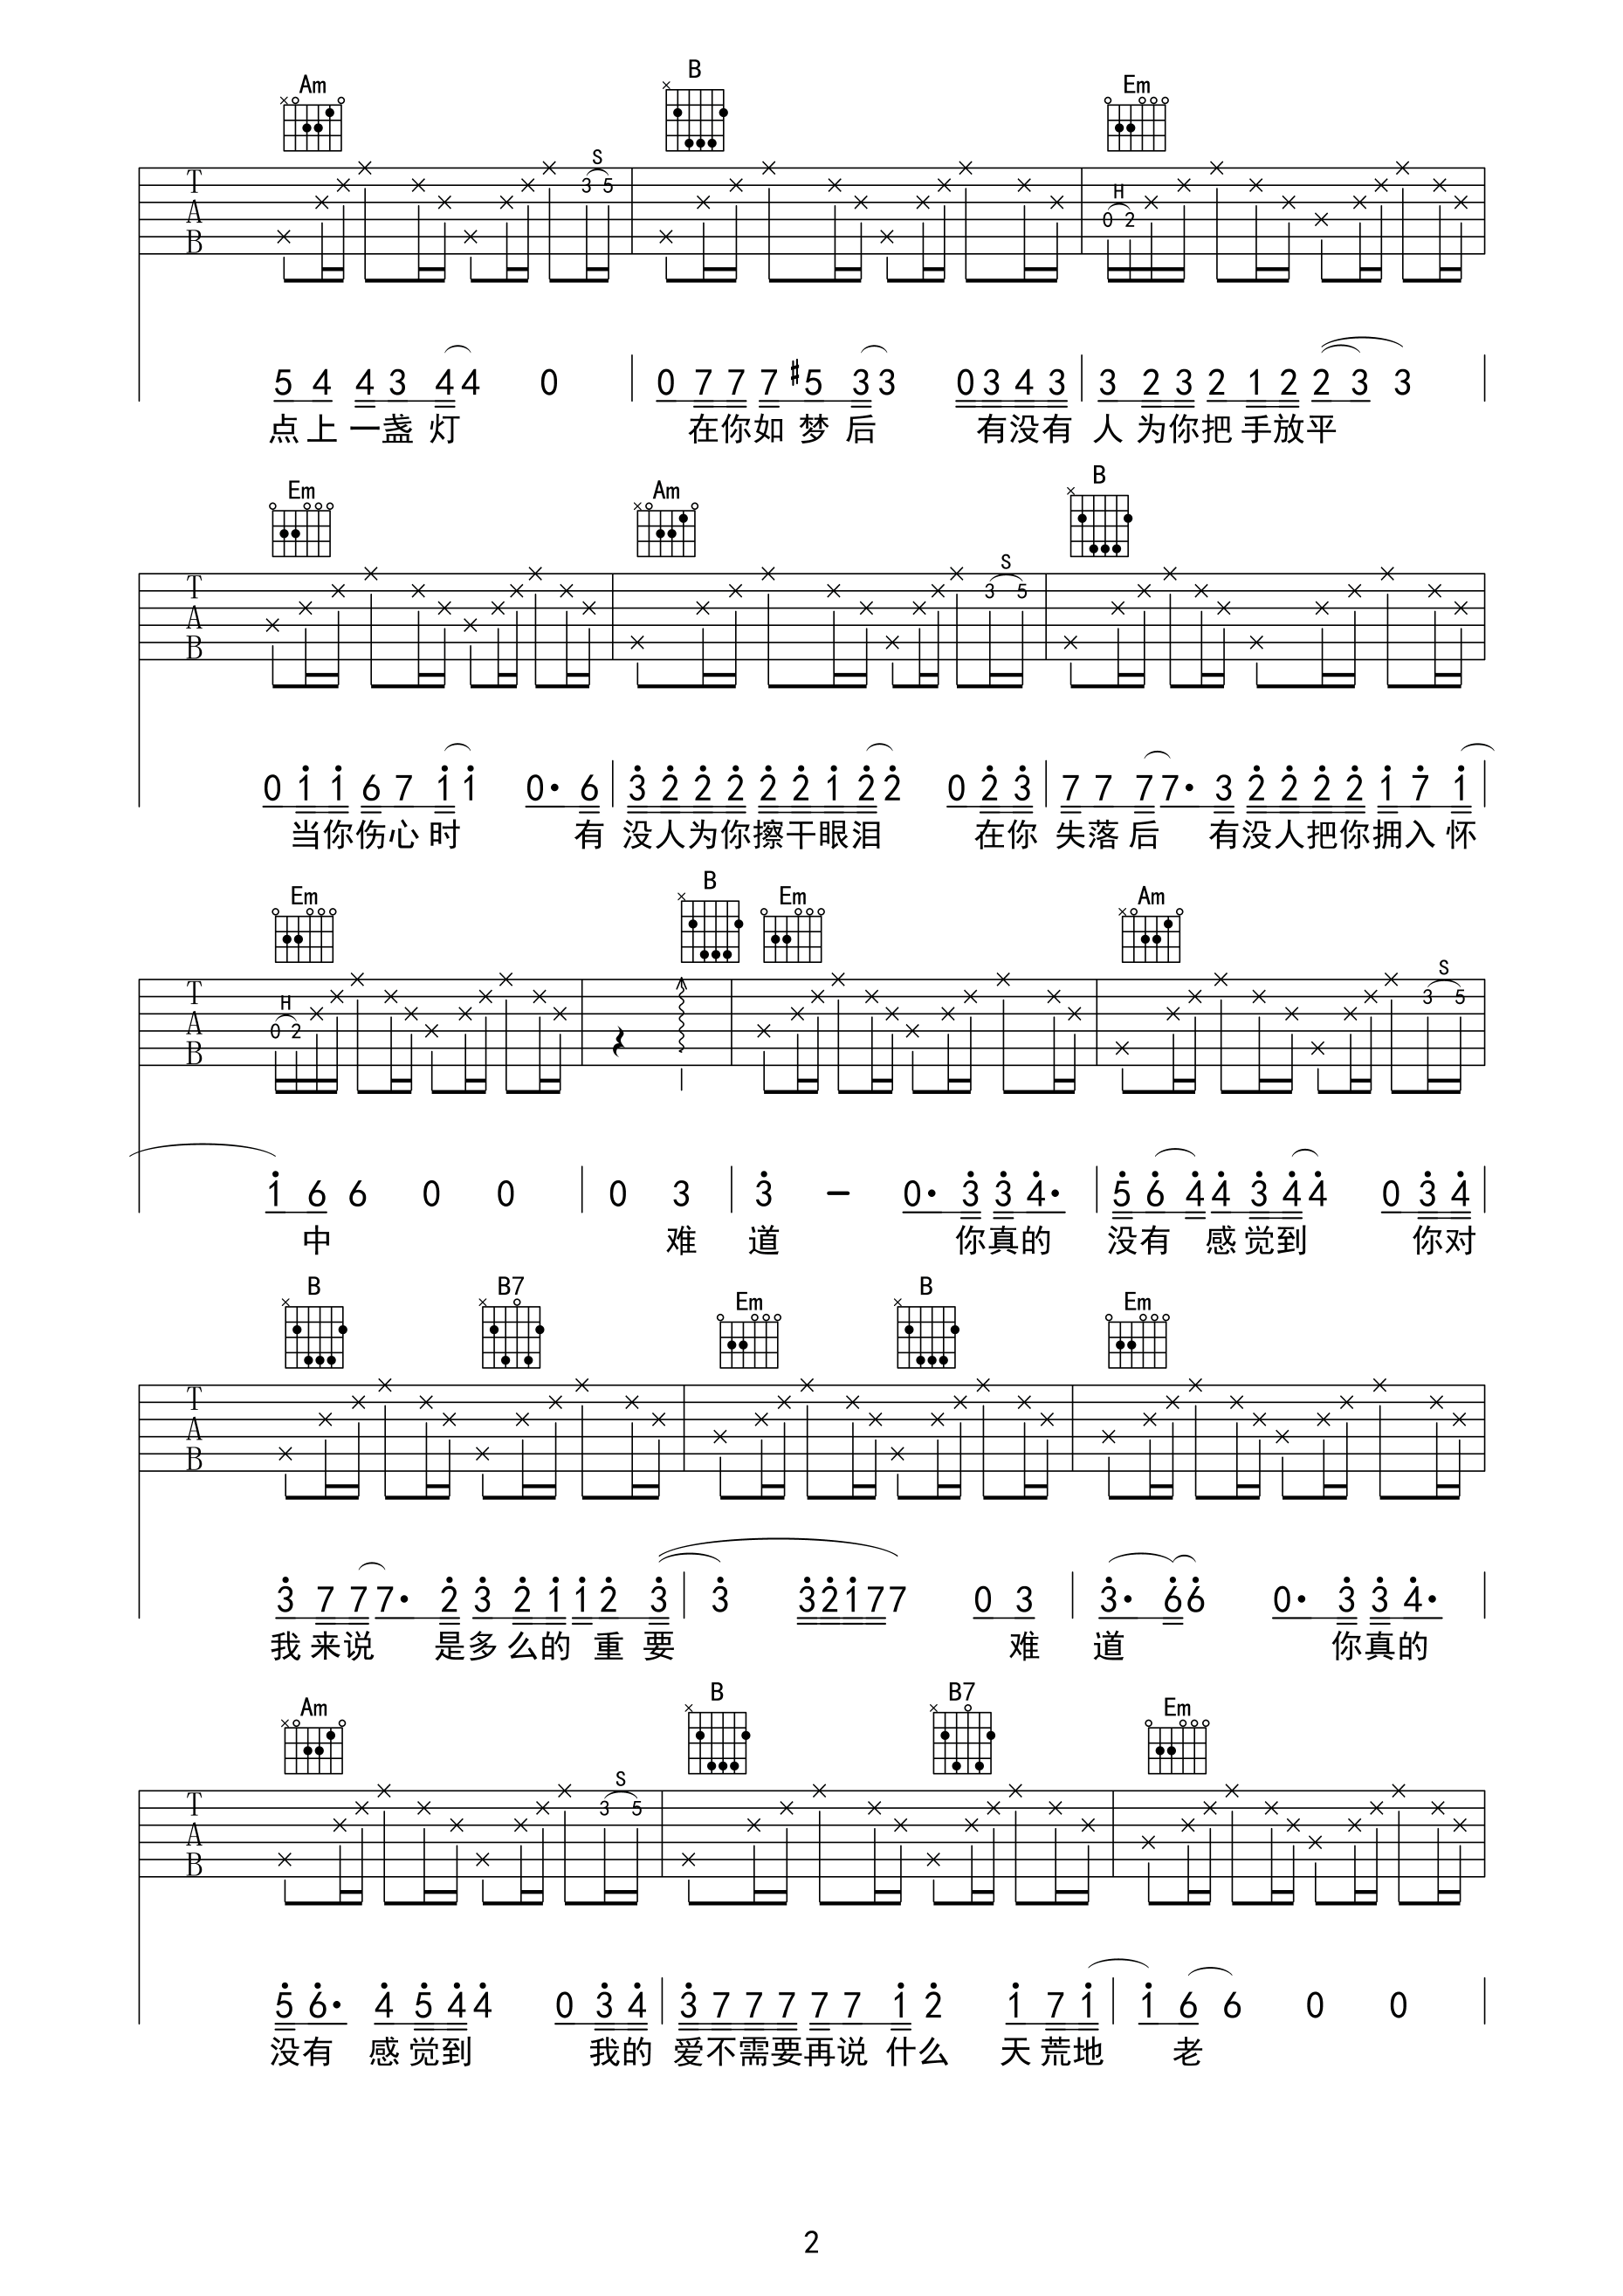 Am B Em
S H
T 3 5 0 2
A
B
5 4 4 3 4 4 0 0 7 7 7 #5 3 3 0 3 4 3 3 2 3 2 1 2 2 3 3
点上一盏灯 在你如梦后 有没有人为你把手放平
Em Am B
S
T 3 5
A
B
0 1 1 6 7 1 1 0· 6 3 2 2 2 2 2 1 2 2 0 2 3 7 7 7 7· 3 2 2 2 2 1 7 1
当你伤心时 有没人为你擦干眼泪 在你失落后 有没人把你拥入怀
Em B Em Am
H S
T 0 2 3 5
A
B
1 6 6 0 0 0 3 3 – 0· 3 3 4· 5 6 4 4 3 4 4 0 3 4
中 难道 你真的没有感觉到 你对
B B7 Em B Em
T
A
B
3 7 7 7· 2 3 2 1 1 2 3 3 3 2 1 7 7 0 3 3· 6 6 0· 3 3 4·
我来说 是多么的重要 难道 你真的
Am B B7 Em
S
T 3 5
A
B
5 6· 4 5 4 4 0 3 4 3 7 7 7 7 7 1 2 1 7 1 1 6 6 0 0
没有感觉到 我的爱不需要再说什么 天荒地老
2